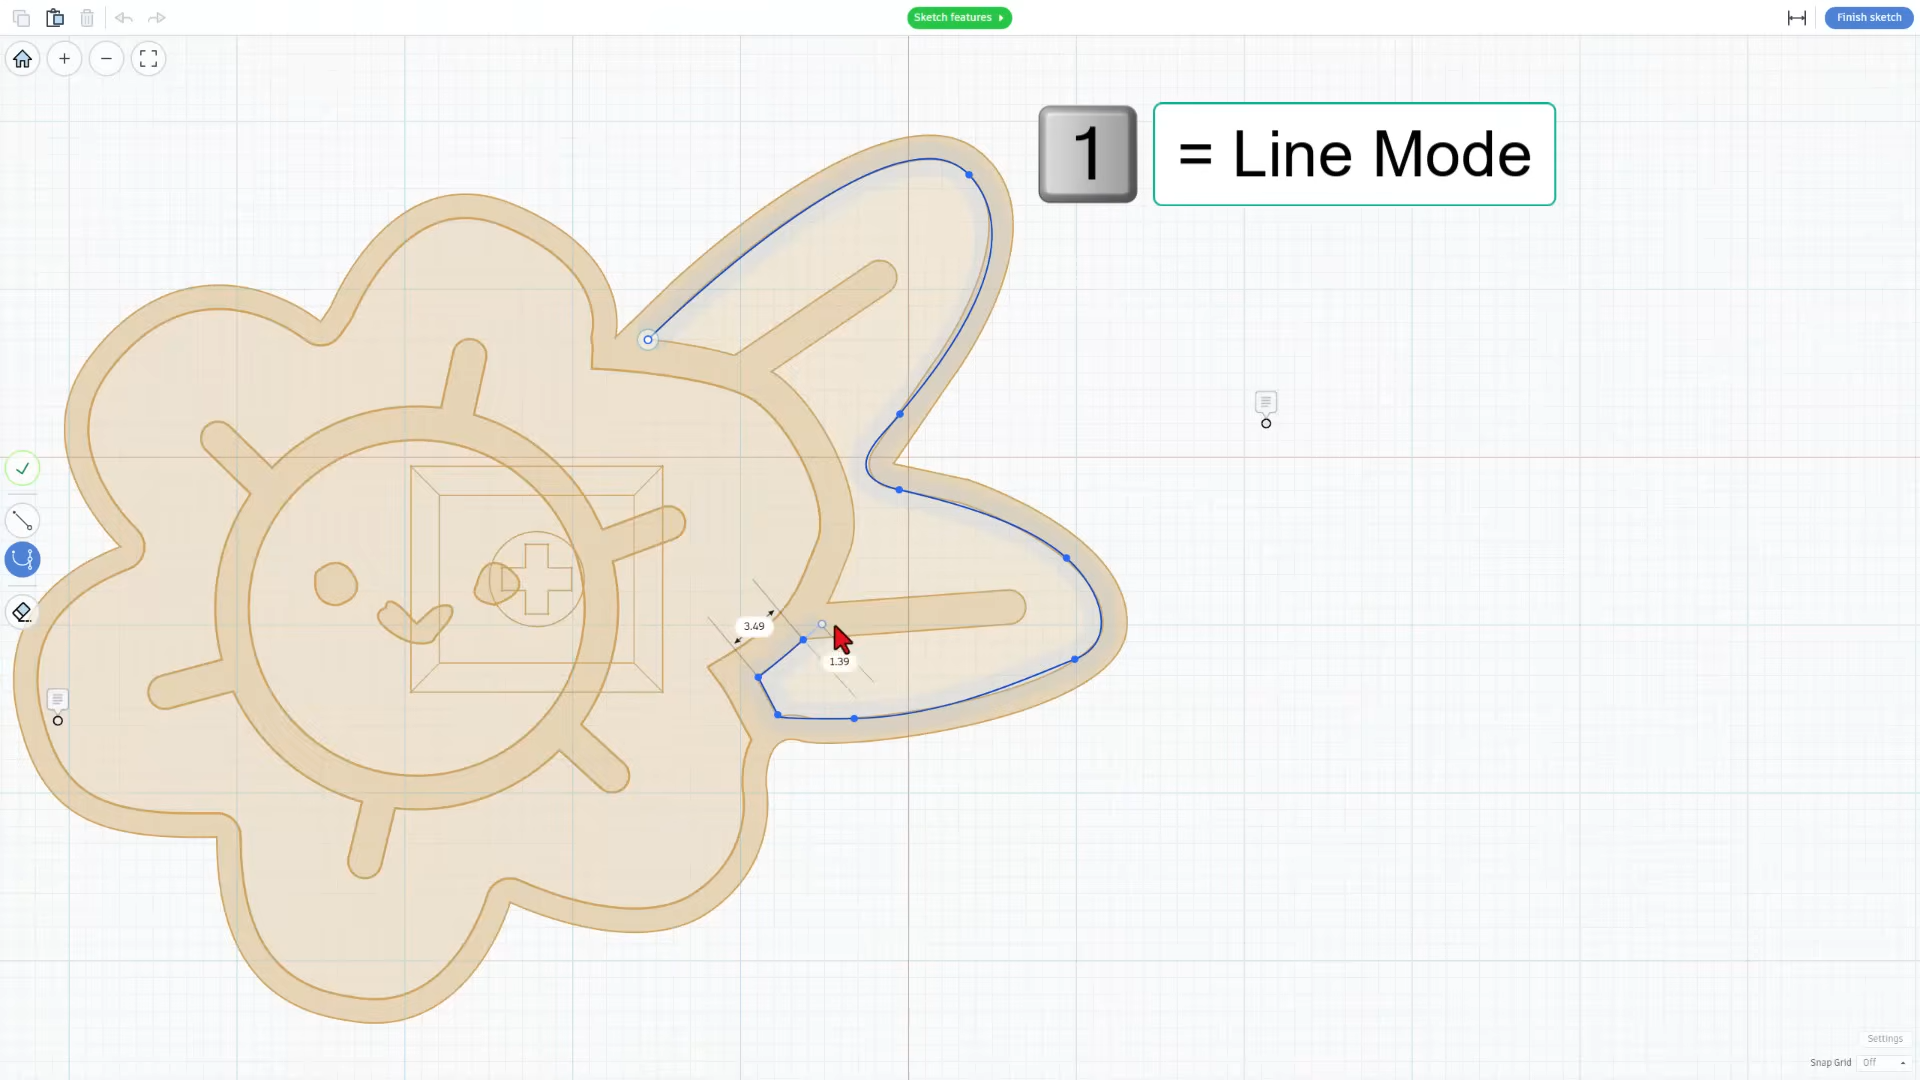 Sketch features
Finish sketch
1
= Line Mode
3.49
1.39
Settings
Snap Grid Off